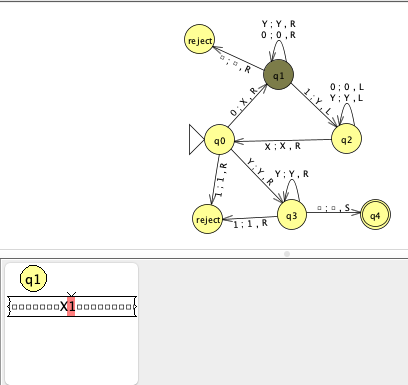 Y;Y,R
0;0,R
reject
□;□,R
q1
0;X,R
1;Y,L
0;0,L
Y;Y,L
q0
X;X,R
q2
1;1,R
Y;Y,R
Y;Y,R
reject
1;1,R
q3
□;□,S
q4
q1
□□□□□□□X1□□□□□□□□□